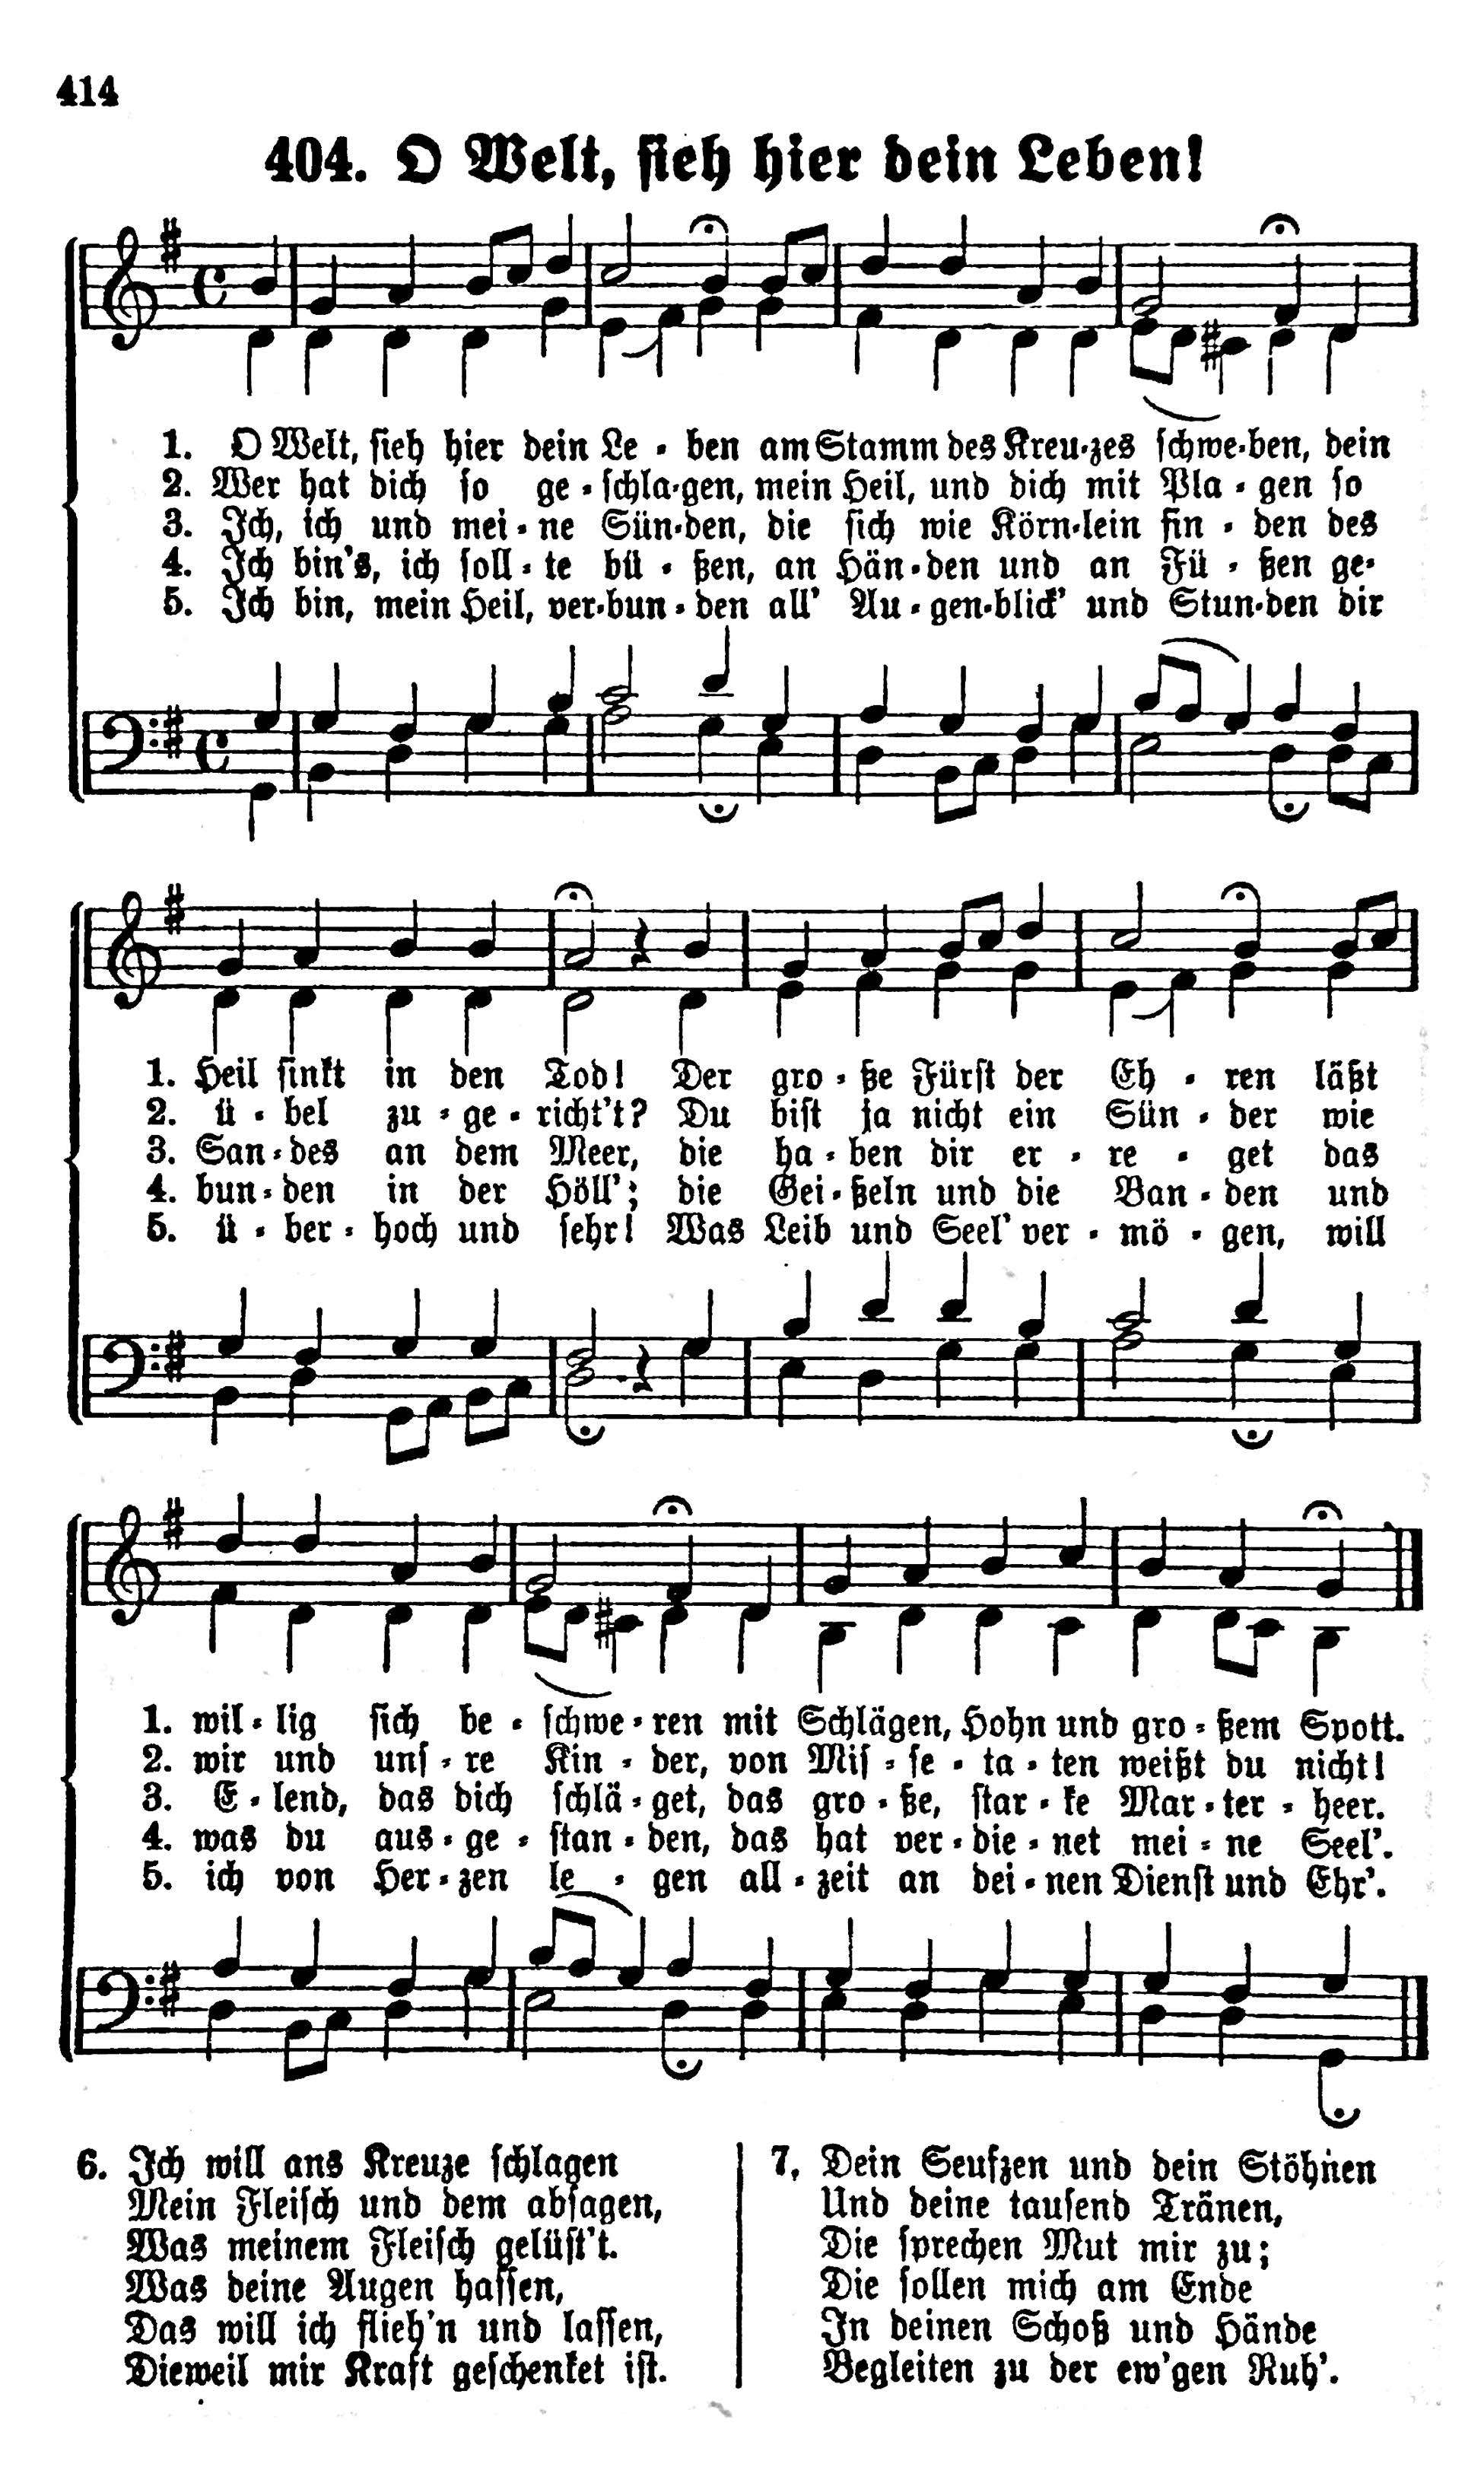 414
404. O Welt, sieh hier dein Leben!
1. O Welt, sieh hier dein Le - ben am Stamm des Kreu-zes schwe-ben, dein
2. Wer hat dich so ge - schla-gen, mein Heil, und dich mit Pla - gen so
3. Ich, ich und mei - ne Sün-den, die sich wie Körn-lein fin - den des
4. Ich bin's, ich soll - te bü - ßen, an Hän-den und an Fü - ßen ge-
5. Ich bin, mein Heil, ver-bun - den all' Au - gen-blick' und Stun-den dir
1. Heil sinkt in den Tod! Der gro - ße Fürst der Eh - ren läßt
2. ü - bel zu - ge - richt't? Du bist ja nicht ein Sün - der wie
3. San - des an dem Meer, die ha - ben dir er - re - get das
4. bun - den in der Höll'; die Gei - ßeln und die Ban - den und
5. ü - ber - hoch und sehr! Was Leib und Seel' ver - mö - gen, will
1. wil - lig sich be - schwe - ren mit Schlägen, Hohn und gro - ßem Spott.
2. wir und uns - re Kin - der, von Mis - se - ta - ten weißt du nicht!
3. E - lend, das dich schlä - get, das gro - ße, star - ke Mar - ter - heer.
4. was du aus - ge - stan - den, das hat ver - die - net mei - ne Seel'.
5. ich von Her - zen le - gen all - zeit an dei - nen Dienst und Ehr'.
6. Ich will ans Kreuze schlagen
Mein Fleisch und dem absagen,
Was meinem Fleisch gelüst't.
Was deine Augen hassen,
Das will ich flieh'n und lassen,
Dieweil mir Kraft geschenket ist.
7. Dein Seufzen und dein Stöhnen
Und deine tausend Tränen,
Die sprechen Mut mir zu;
Die sollen mich am Ende
In deinen Schoß und Hände
Begleiten zu der ew'gen Ruh'.